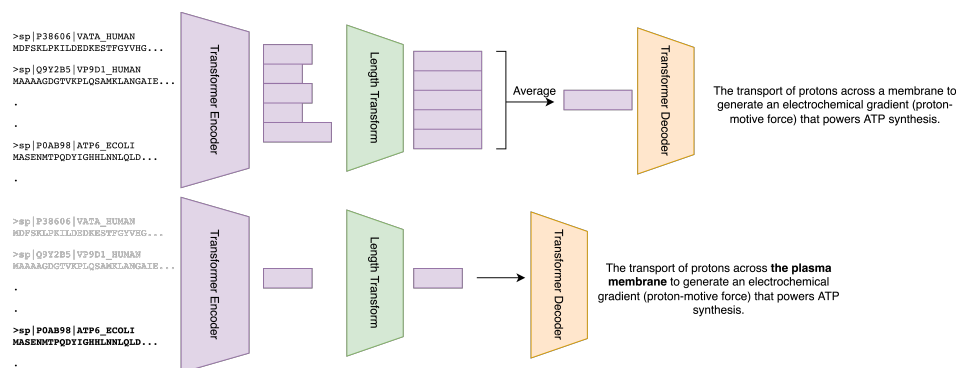 >sp|P38606|VATA_HUMAN
MDFSKLPKILDEDKESTFGYVHG...
>sp|Q9Y2B5|VP9D1_HUMAN
MAAAAGDGTVKPLQSAMKLANGAIE...
.
.
>sp|P0AB98|ATP6_ECOLI
MASENMTPQDYIGHHLNNLQLD...
.
Transformer Encoder
Length Transform
Average
Transformer Decoder
The transport of protons across a membrane to
generate an electrochemical gradient (proton-
motive force) that powers ATP synthesis.
>sp|P38606|VATA_HUMAN
MDFSKLPKILDEDKESTFGYVHG...
>sp|Q9Y2B5|VP9D1_HUMAN
MAAAAGDGTVKPLQSAMKLANGAIE...
.
.
>sp|P0AB98|ATP6_ECOLI
MASENMTPQDYIGHHLNNLQLD...
.
Transformer Encoder
Length Transform
Transformer Decoder
The transport of protons across the plasma
membrane to generate an electrochemical
gradient (proton-motive force) that powers ATP
synthesis.